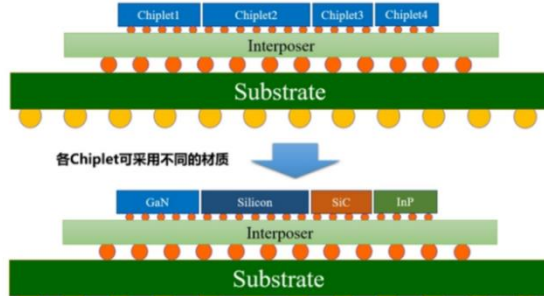 Chiplet1 Chiplet2 Chiplet3 Chiplet4
Interposer
Substrate
各Chiplet可采用不同的材质
GaN Silicon SiC InP
Interposer
Substrate